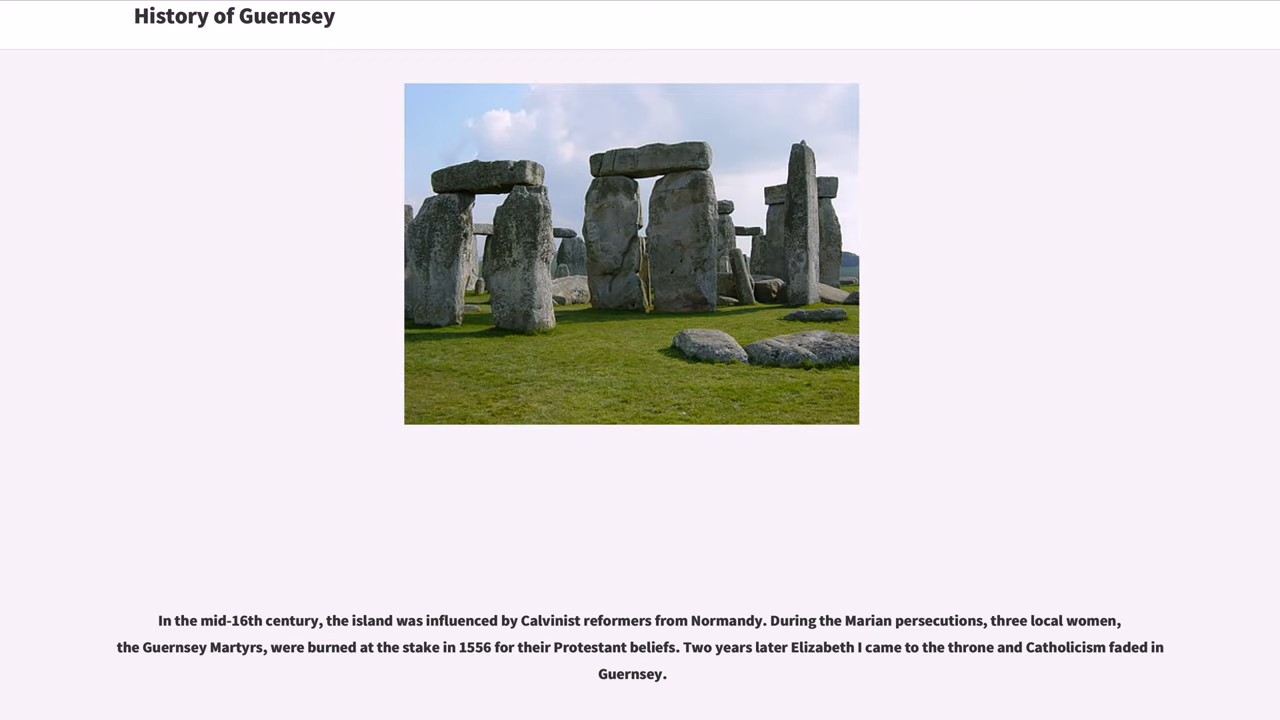 History of Guernsey
In the mid-16th century, the island was influenced by Calvinist reformers from Normandy. During the Marian persecutions, three local women,
the Guernsey Martyrs, were burned at the stake in 1556 for their Protestant beliefs. Two years later Elizabeth I came to the throne and Catholicism faded in
Guernsey.